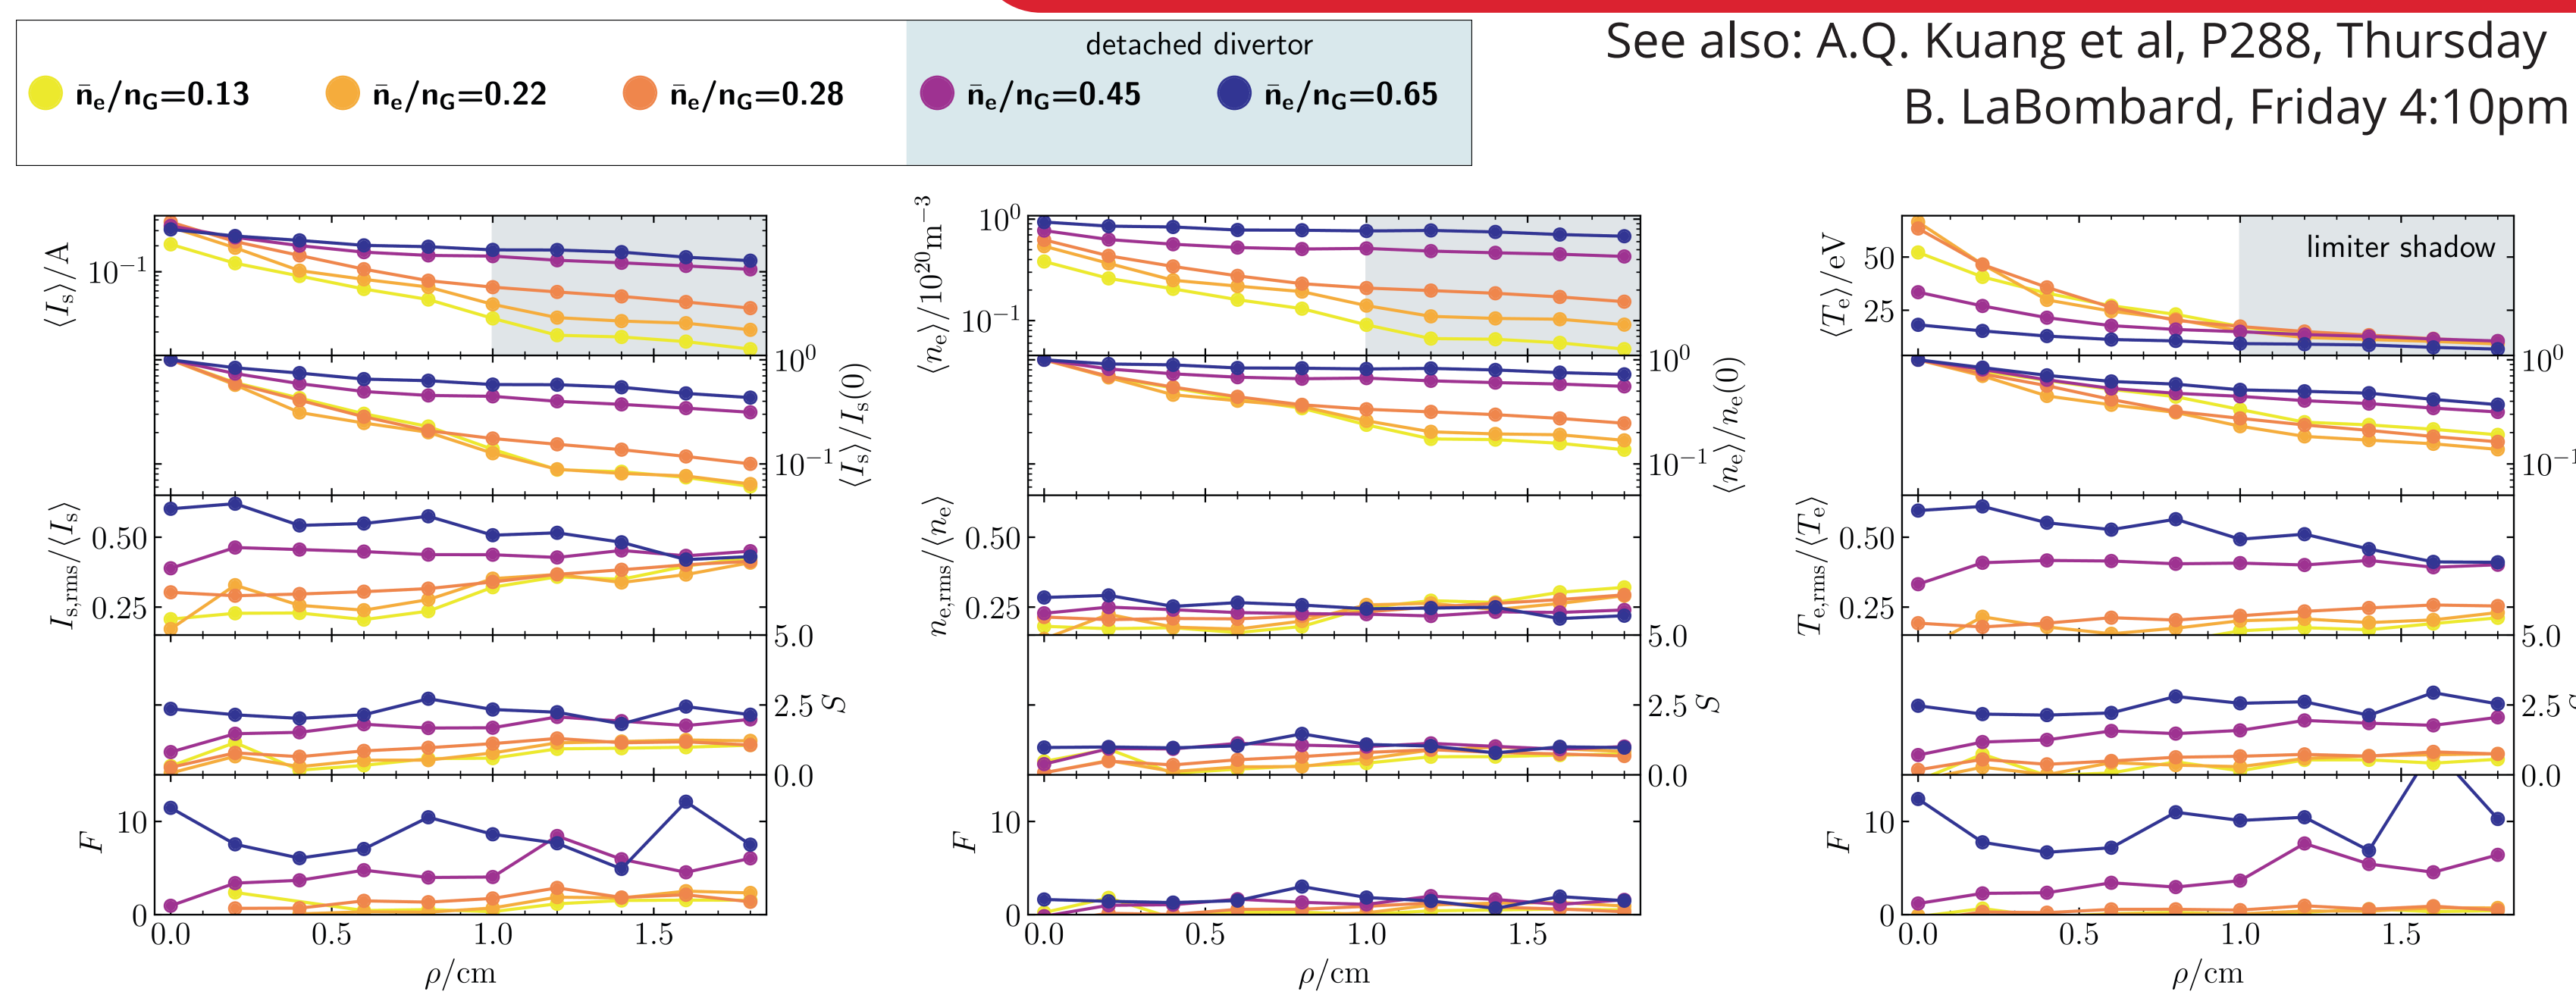 See also: A.Q. Kuang et al, P288, Thursday
B. LaBombard, Friday 4:10pm
detached divertor
n̄e/nG=0.13
n̄e/nG=0.22
n̄e/nG=0.28
n̄e/nG=0.45
n̄e/nG=0.65
⟨Is⟩/A
10⁻¹
10⁰
10⁻¹
⟨Is⟩/Is(0)
Is,rms/⟨Is⟩
0.50
0.25
5.0
2.5
0.0
S
F
10
0
0.0 0.5 1.0 1.5
ρ/cm
⟨ne⟩/10²⁰m⁻³
10⁰
10⁻¹
10⁰
10⁻¹
⟨ne⟩/ne(0)
ne,rms/⟨ne⟩
0.50
0.25
5.0
2.5
0.0
S
F
10
0
0.0 0.5 1.0 1.5
ρ/cm
limiter shadow
⟨Te⟩/eV
50
25
10⁰
Te,rms/⟨Te⟩
0.50
0.25
5.0
2.5
0.0
F
10
0
0.0 0.5 1.0 1.5
ρ/cm